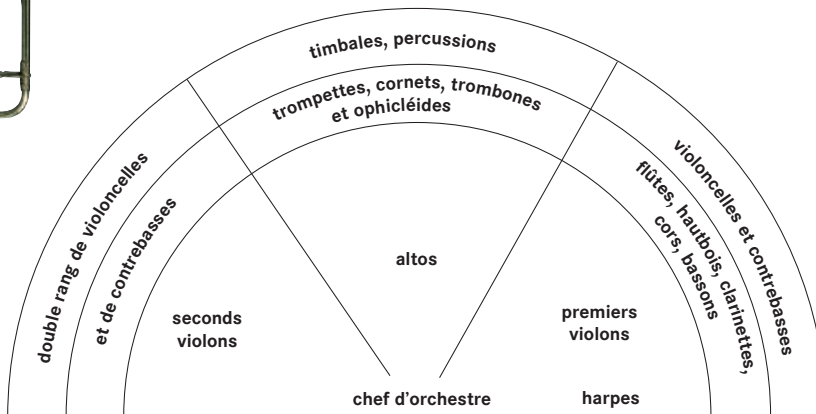 timbales, percussions
trompettes, cornets, trombones
et ophicléides
double rang de violoncelles
et de contrebasses
violoncelles et contrebasses
flûtes, hautbois, clarinettes,
cors, bassons
altos
seconds
violons
premiers
violons
chef d’orchestre
harpes